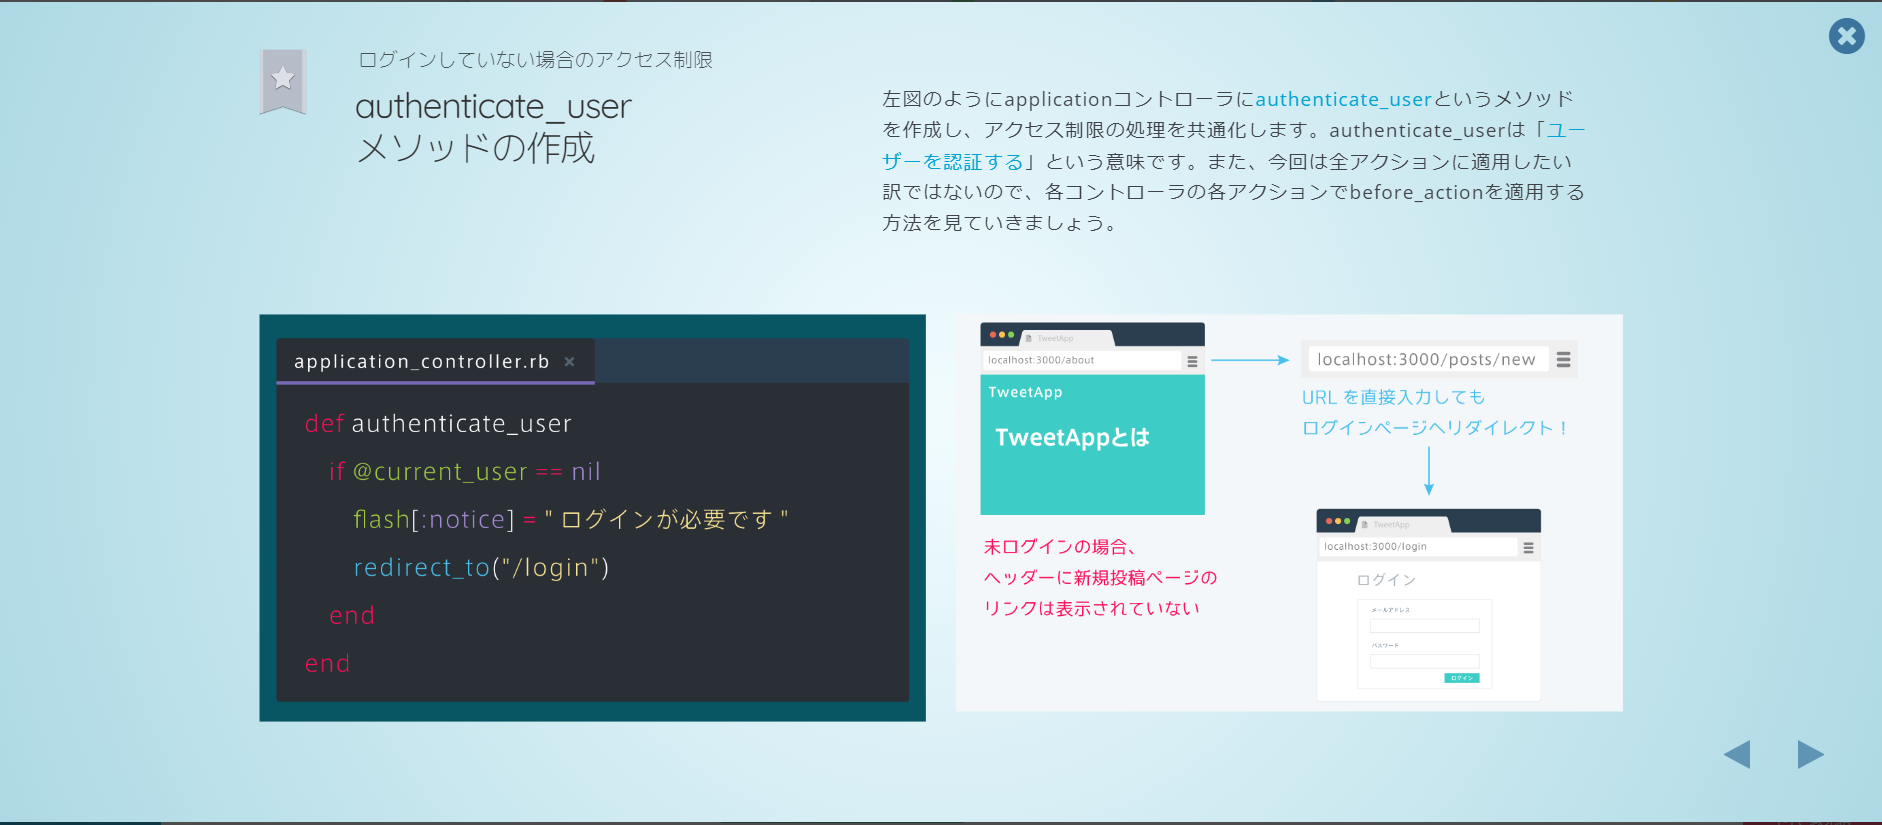 ログインしていない場合のアクセス制限
authenticate_user
メソッドの作成
左図のようにapplicationコントローラにauthenticate_userというメソッド
を作成し、アクセス制限の処理を共通化します。authenticate_userは「ユー
ザーを認証する」という意味です。また、今回は全アクションに適用したい
訳ではないので、各コントローラの各アクションでbefore_actionを適用する
方法を見ていきましょう。
application_controller.rb ×
def authenticate_user
if @current_user == nil
flash[:notice] = " ログインが必要です "
redirect_to("/login")
end
end
TweetApp
localhost:3000/about
TweetApp
TweetAppとは
未ログインの場合、
ヘッダーに新規投稿ページの
リンクは表示されていない
localhost:3000/posts/new
URL を直接入力しても
ログインページへリダイレクト！
TweetApp
localhost:3000/login
ログイン
メールアドレス
パスワード
ログイン